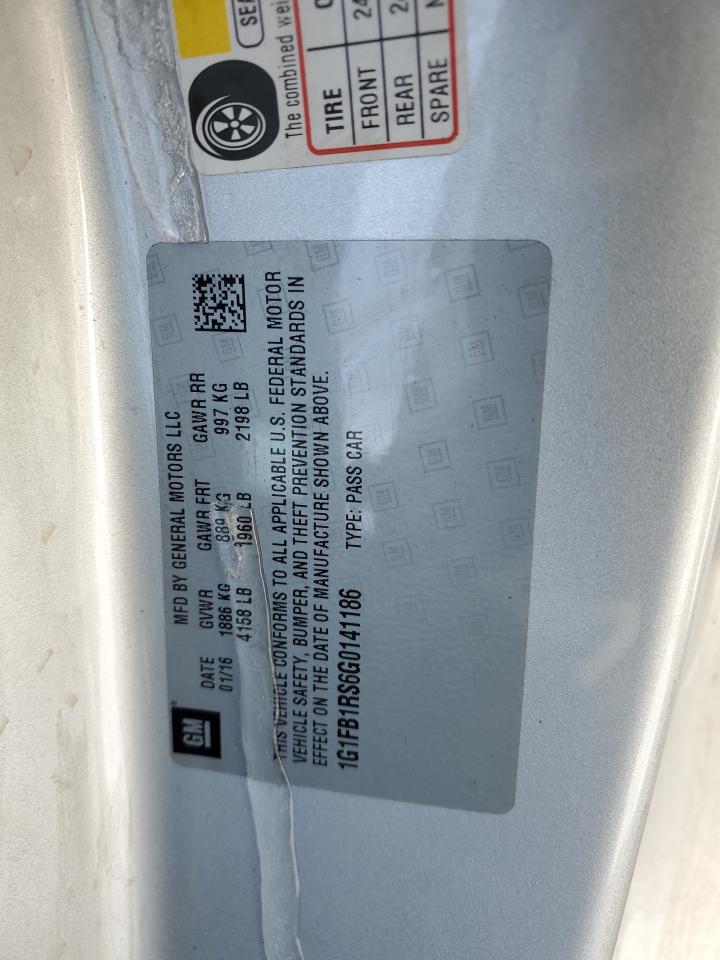 SEA
The combined wei
TIRE
FRONT 24
REAR 2
SPARE
GM
MFD BY GENERAL MOTORS LLC
DATE GVWR GAWR FRT GAWR RR
01/16 1886 KG 889 KG 997 KG
4158 LB 1960 LB 2198 LB
THIS VEHICLE CONFORMS TO ALL APPLICABLE U.S. FEDERAL MOTOR
VEHICLE SAFETY, BUMPER, AND THEFT PREVENTION STANDARDS IN
EFFECT ON THE DATE OF MANUFACTURE SHOWN ABOVE.
1G1FB1RS6G0141186 TYPE: PASS CAR